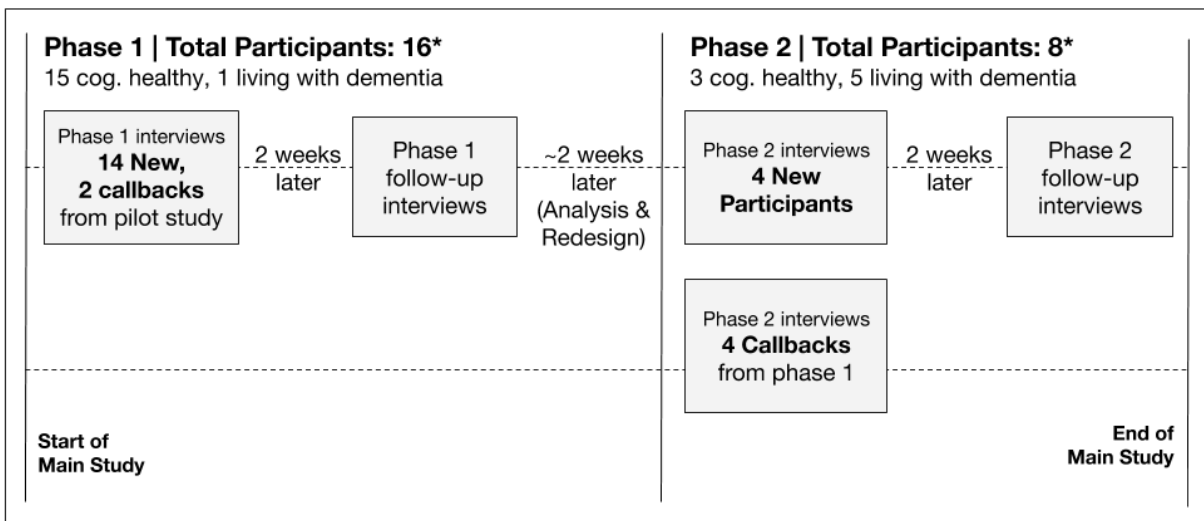 Phase 1 | Total Participants: 16*
15 cog. healthy, 1 living with dementia
Phase 1 interviews
14 New,
2 callbacks
from pilot study
2 weeks
later
Phase 1
follow-up
interviews
~2 weeks
later
(Analysis &
Redesign)
Phase 2 | Total Participants: 8*
3 cog. healthy, 5 living with dementia
Phase 2 interviews
4 New
Participants
2 weeks
later
Phase 2
follow-up
interviews
Phase 2 interviews
4 Callbacks
from phase 1
Start of
Main Study
End of
Main Study